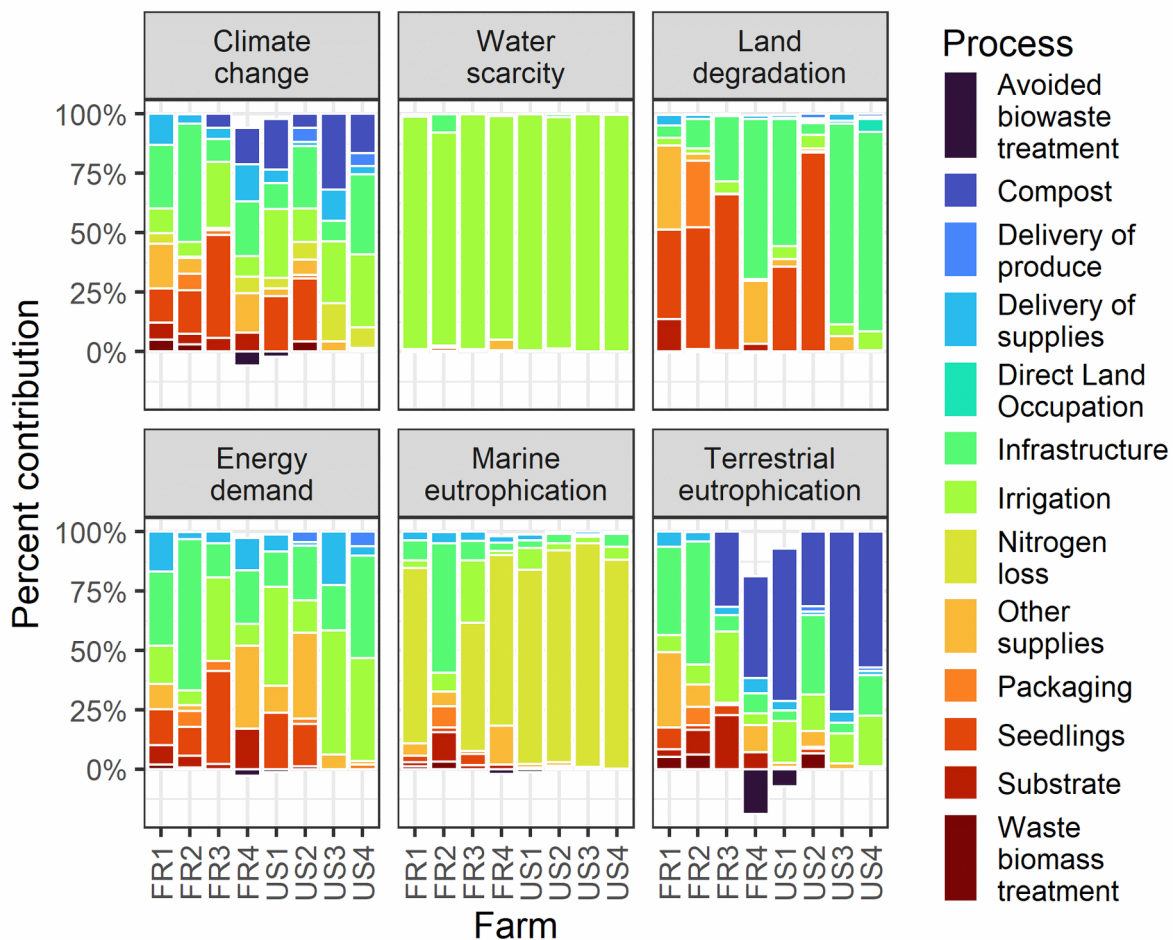 Climate
change
Water
scarcity
Land
degradation
100%
75%
50%
25%
0%
Energy
demand
Marine
eutrophication
Terrestrial
eutrophication
100%
75%
50%
25%
0%
Percent contribution
FR1
FR2
FR3
FR4
US1
US2
US3
US4
FR1
FR2
FR3
FR4
US1
US2
US3
US4
FR1
FR2
FR3
FR4
US1
US2
US3
US4
Farm
Process
Avoided
biowaste
treatment
Compost
Delivery of
produce
Delivery of
supplies
Direct Land
Occupation
Infrastructure
Irrigation
Nitrogen
loss
Other
supplies
Packaging
Seedlings
Substrate
Waste
biomass
treatment